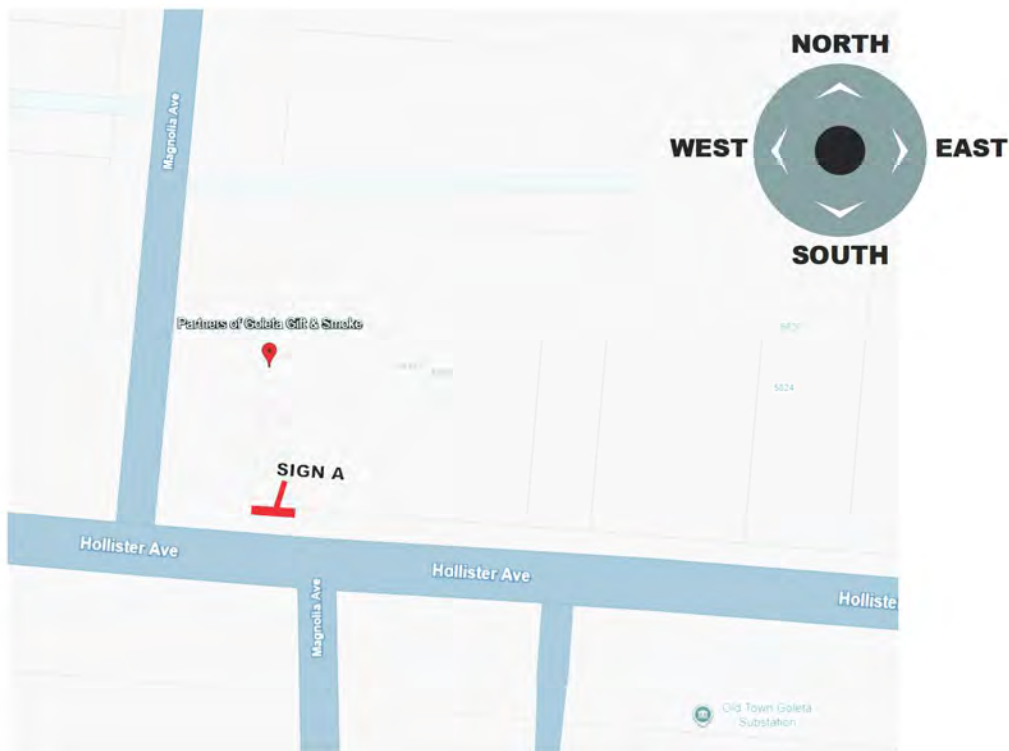 NORTH
WEST
EAST
SOUTH
Magnolia Ave
Partners of Goleta Gift & Smoke
5824
SIGN A
Hollister Ave
Hollister Ave
Holliste
Magnolia Ave
Old Town Goleta
Substation